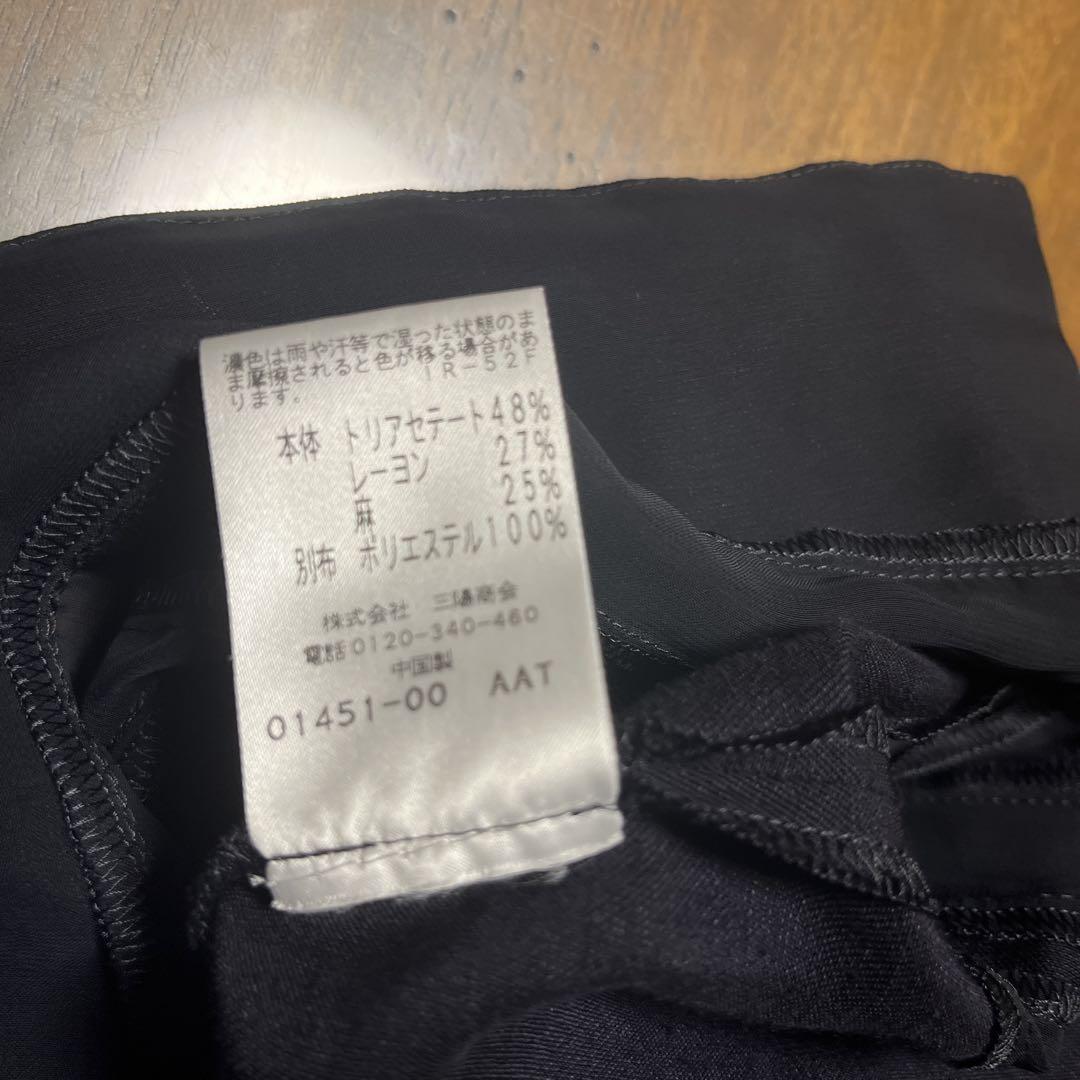 濃色は雨や汗等で湿った状態のま
ま摩擦されると色が移る場合があ
ります。 IR-52F
本体 トリアセテート48%
レーヨン 27%
麻 25%
別布 ポリエステル100%
株式会社 三陽商会
電話0120-340-460
中国製
01451-00 AAT